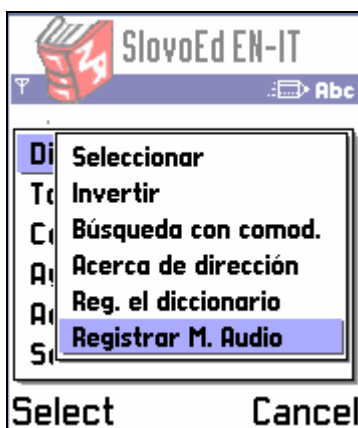 SlovoEd EN-IT
Abc
Di
Seleccionar
Invertir
Búsqueda con comod.
Acerca de dirección
Reg. el diccionario
Registrar M. Audio
Select Cancel